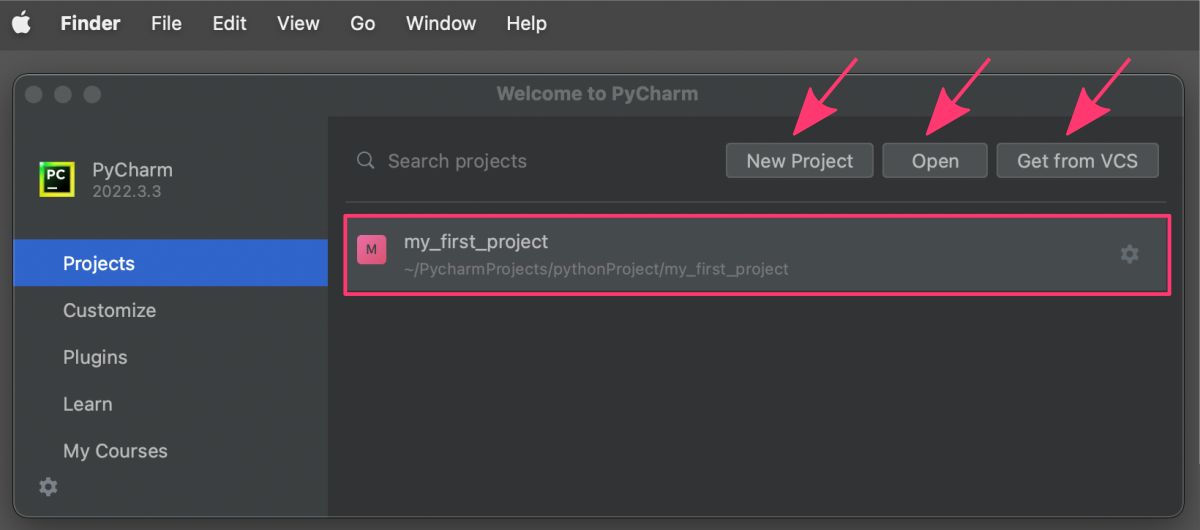 Finder File Edit View Go Window Help
Welcome to PyCharm
PC
PyCharm
2022.3.3
Search projects
New Project
Open
Get from VCS
Projects
Customize
Plugins
Learn
My Courses
M
my_first_project
~/PycharmProjects/pythonProject/my_first_project